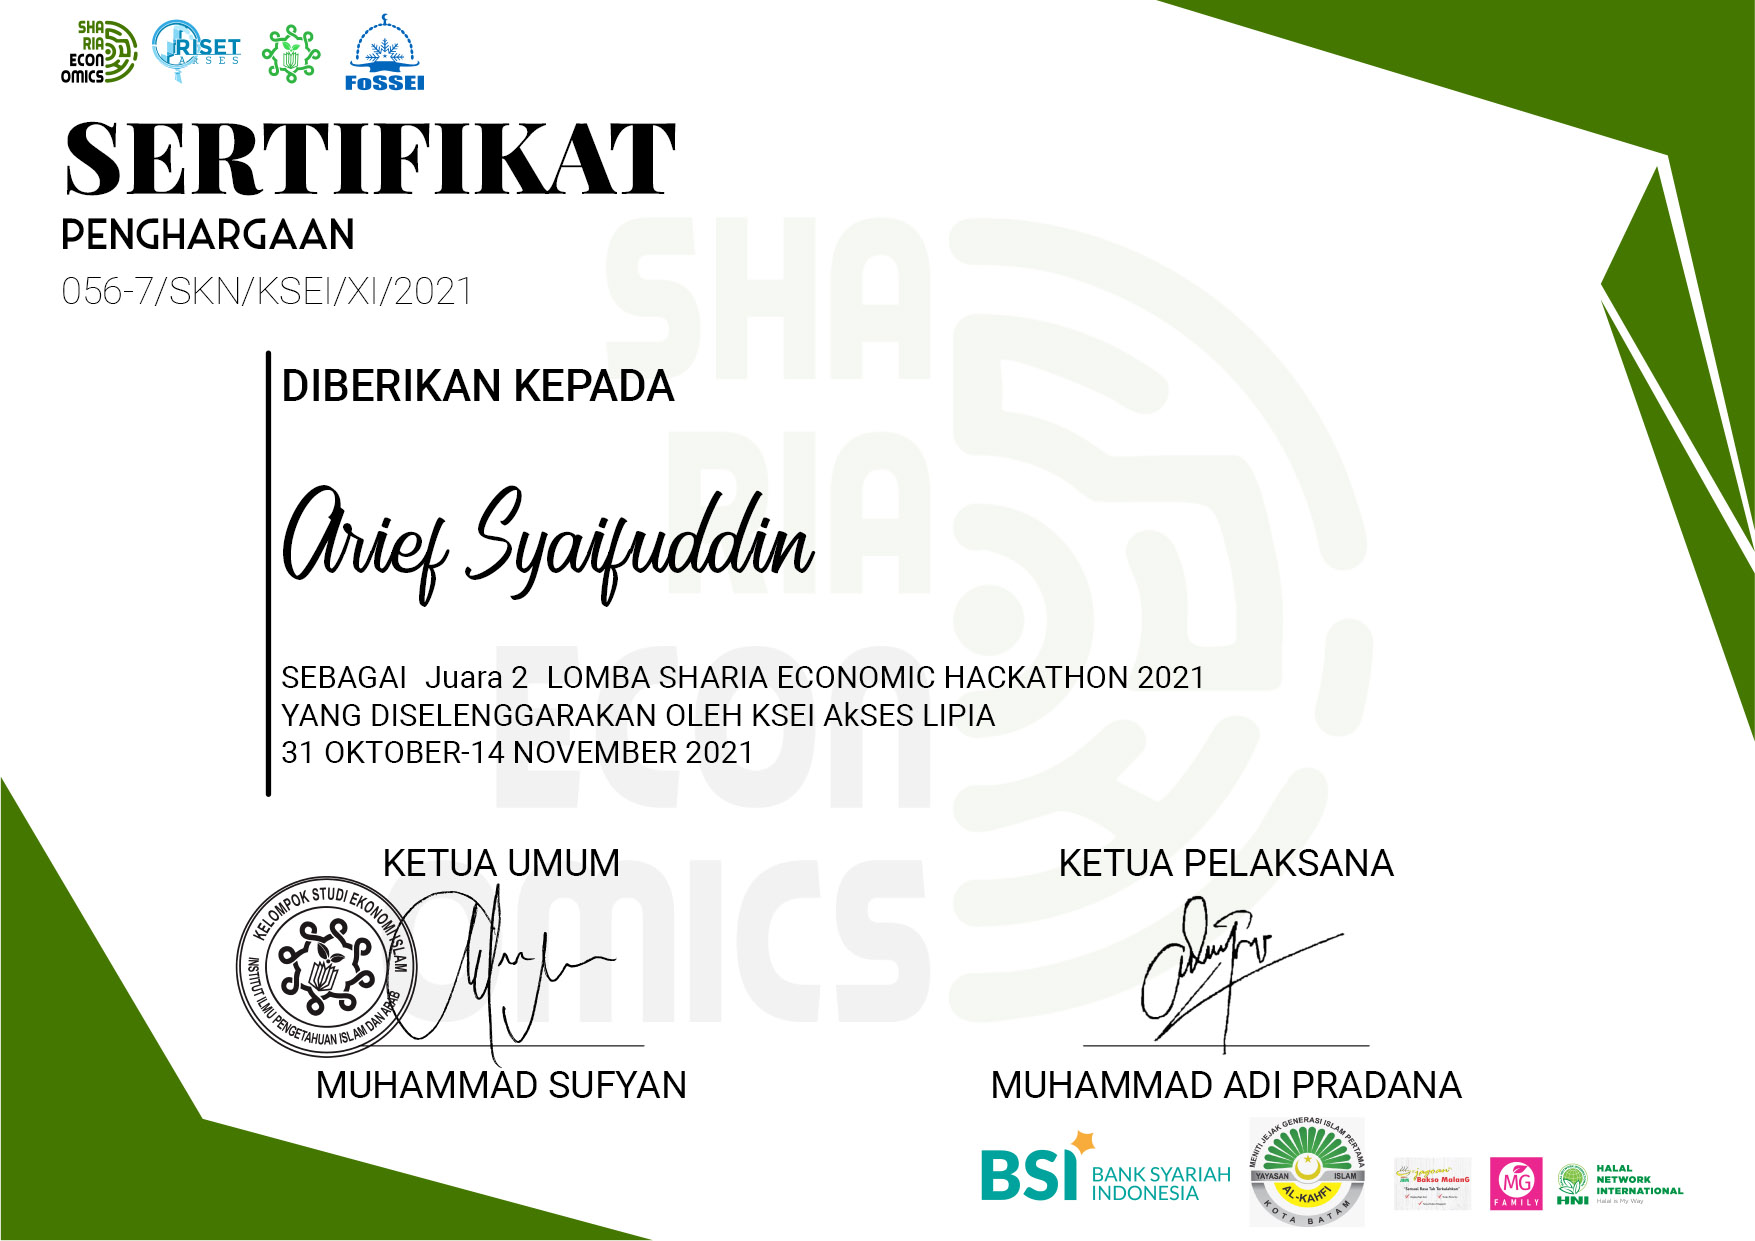 SHA
RIA
ECON
OMICS
RISET
AKSES
FoSSEI
SERTIFIKAT
PENGHARGAAN
056-7/SKN/KSEI/XI/2021
SHA
RIA
ECON
OMICS
DIBERIKAN KEPADA
Arief Syaifuddin
SEBAGAI Juara 2 LOMBA SHARIA ECONOMIC HACKATHON 2021
YANG DISELENGGARAKAN OLEH KSEI AkSES LIPIA
31 OKTOBER-14 NOVEMBER 2021
KETUA UMUM
KETUA PELAKSANA
KELOMPOK STUDI EKONOMI ISLAM
INSTITUT ILMU PENGETAHUAN ISLAM DAN ARAB
MUHAMMAD SUFYAN
MUHAMMAD ADI PRADANA
BSI BANK SYARIAH
INDONESIA
MENITI JEJAK GENERASI ISLAM PERTAMA
YAYASAN ISLAM
AL-KAHFI
KOTA BATAM
Bakso MalanG
MG
FAMILY
HNI
HALAL
NETWORK
INTERNATIONAL
Halal is My Way